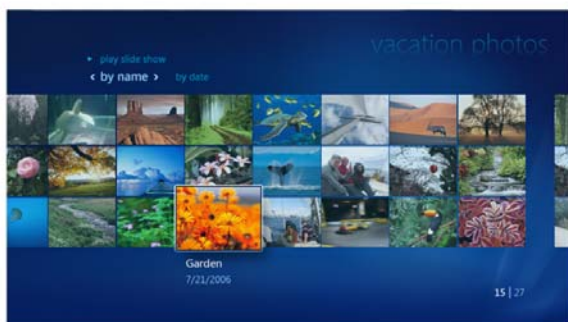 vacation photos
play slide show
‹ by name › by date
Garden
7/21/2006
15 | 27